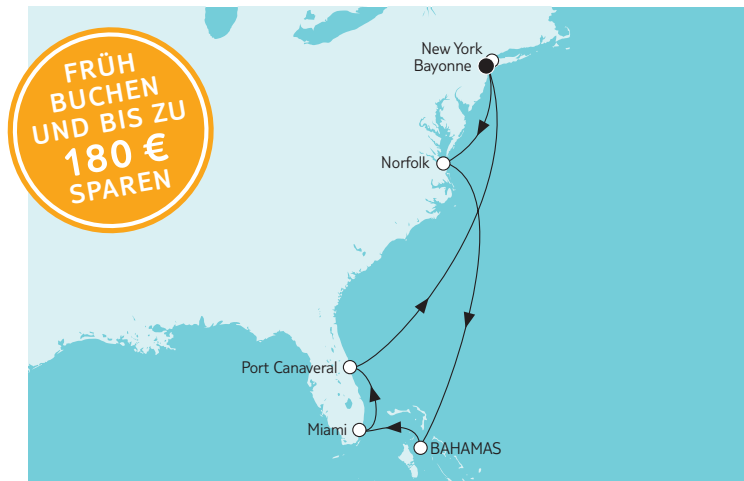 FRÜH
BUCHEN
UND BIS ZU
180 €
SPAREN
New York
Bayonne
Norfolk
Port Canaveral
Miami
BAHAMAS